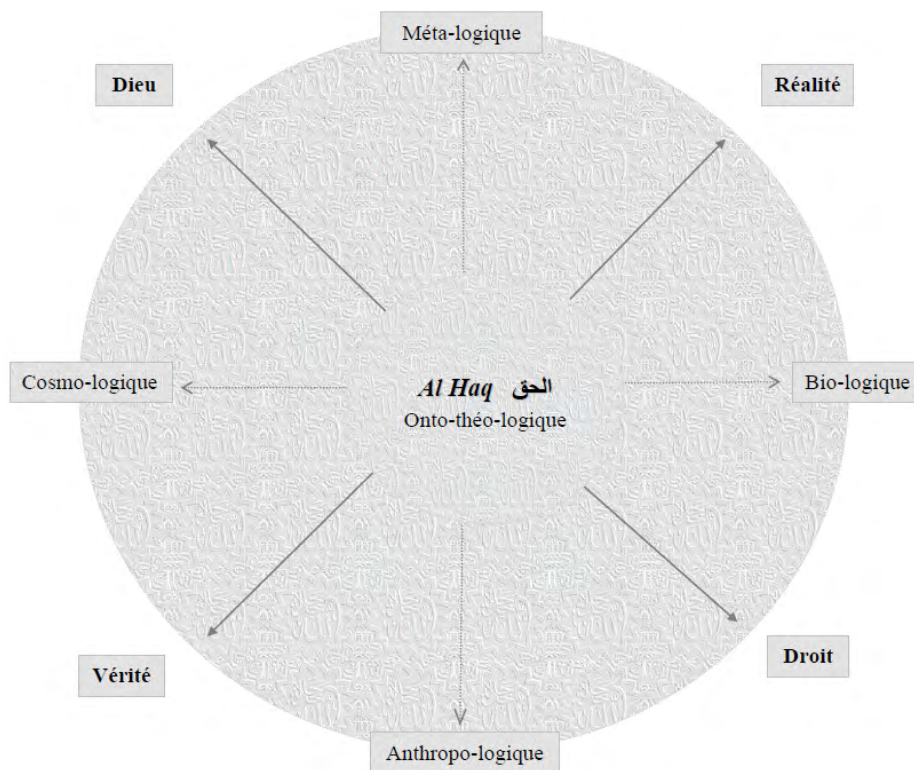 Méta-logique
Dieu
Réalité
Cosmo-logique
Al Haq الحق
Onto-théo-logique
Bio-logique
Vérité
Droit
Anthropo-logique